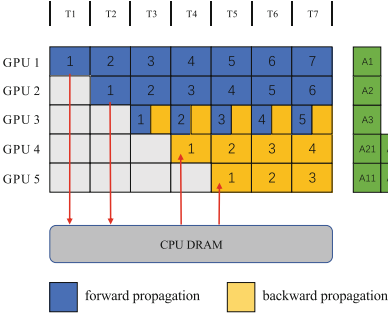 T1 T2 T3 T4 T5 T6 T7
GPU 1 1 2 3 4 5 6 7 A1
GPU 2 1 2 3 4 5 6 A2
GPU 3 1 2 3 4 5 A3
GPU 4 1 2 3 4 A21
GPU 5 1 2 3 A11
CPU DRAM
forward propagation backward propagation